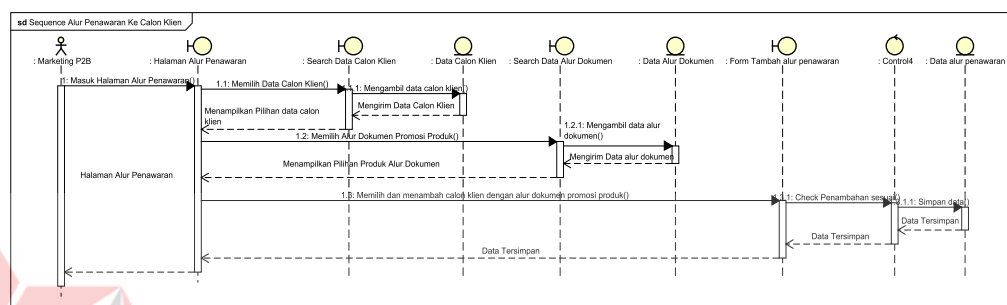 sd Sequence Alur Penawaran Ke Calon Klien
: Marketing P2B
: Halaman Alur Penawaran
: Search Data Calon Klien
: Data Calon Klien
: Search Data Alur Dokumen
: Data Alur Dokumen
: Form Tambah alur penawaran
: Control4
: Data alur penawaran
1: Masuk Halaman Alur Penawaran()
1.1: Memilih Data Calon Klien()
1: Mengambil data calon klien()
Mengirim Data Calon Klien
Menampilkan Pilihan data calon
klien
1.2: Memilih Alur Dokumen Promosi Produk()
1.2.1: Mengambil data alur
dokumen()
Mengirim Data alur dokumen
Menampilkan Pilihan Produk Alur Dokumen
Halaman Alur Penawaran
1.3: Memilih dan menambah calon klien dengan alur dokumen promosi produk()
1.3.1: Check Penambahan sesuai()
3.1.1: Simpan data()
Data Tersimpan
Data Tersimpan
Data Tersimpan